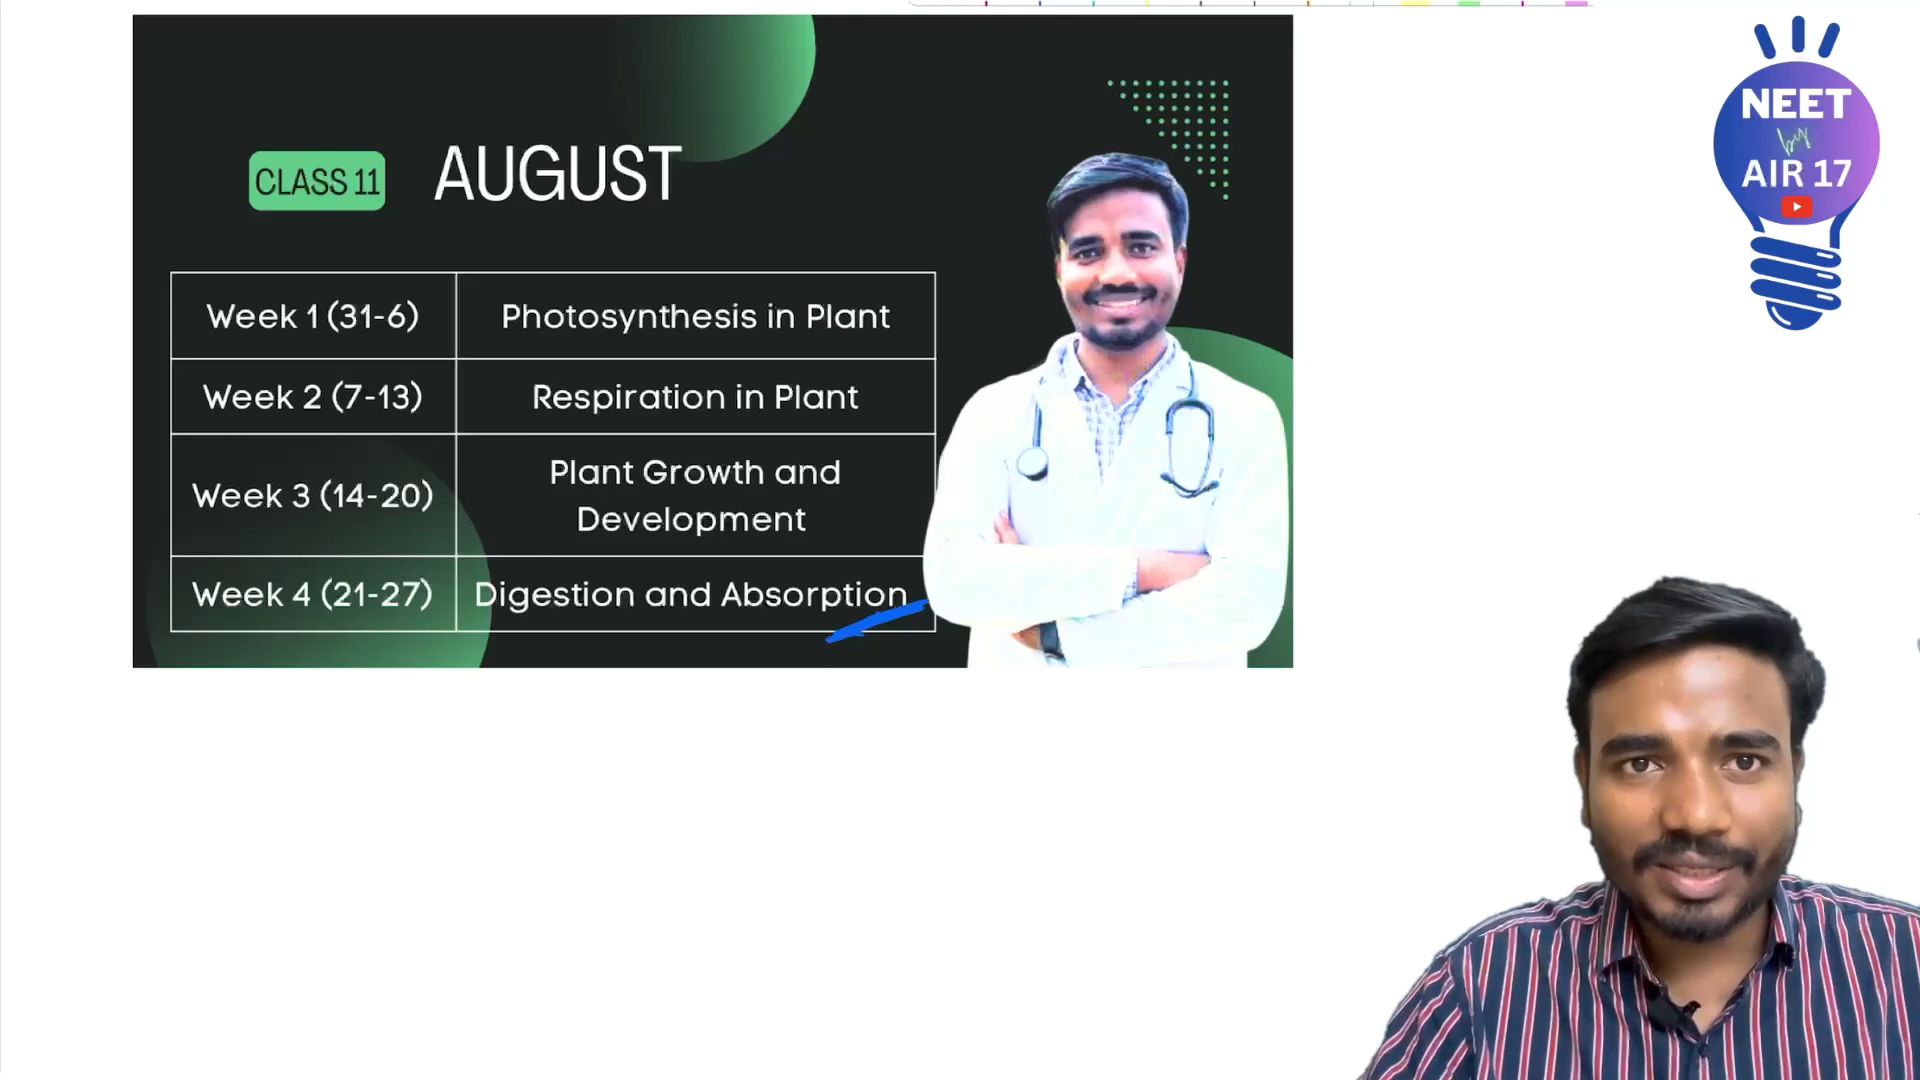 CLASS 11
AUGUST
Week 1 (31-6)
Photosynthesis in Plant
Week 2 (7-13)
Respiration in Plant
Week 3 (14-20)
Plant Growth and
Development
Week 4 (21-27)
Digestion and Absorption
NEET
by
AIR 17